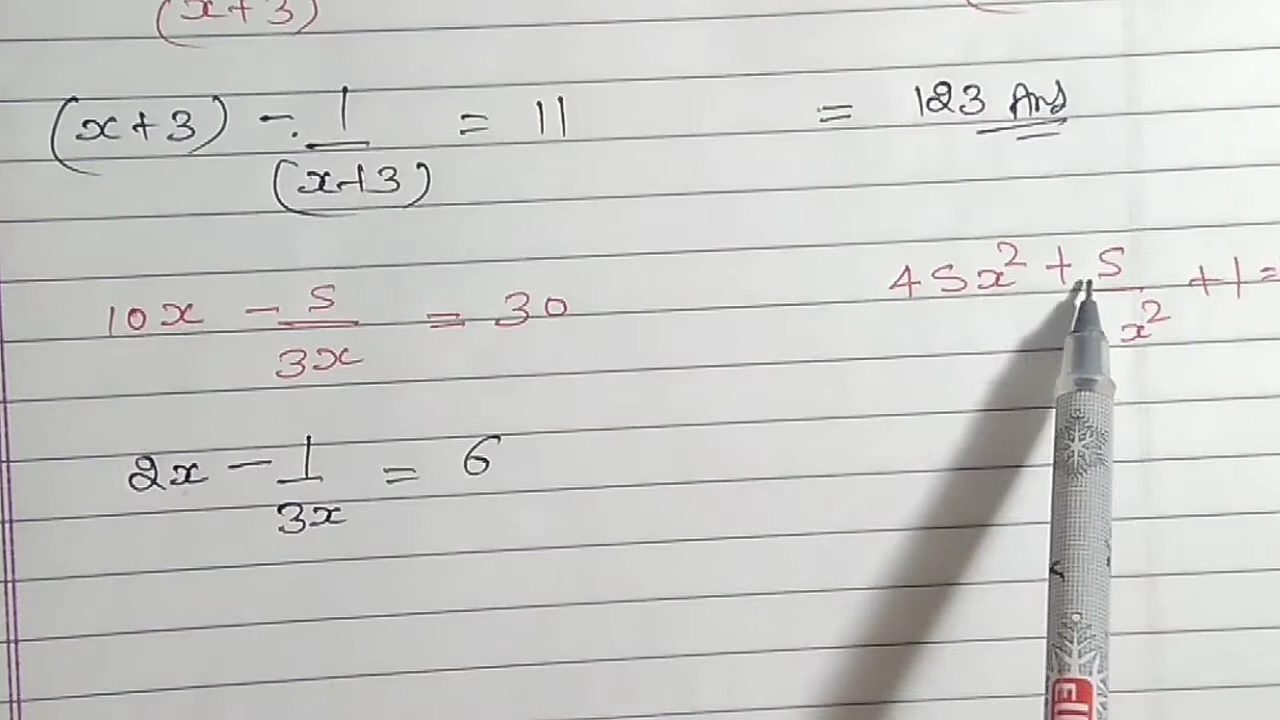 (x+3)
(x+3) - 1/(x+3) = 11
= 123 Ans
10x - 5/3x = 30
45x² + 5/x² + 1 =
2x - 1/3x = 6